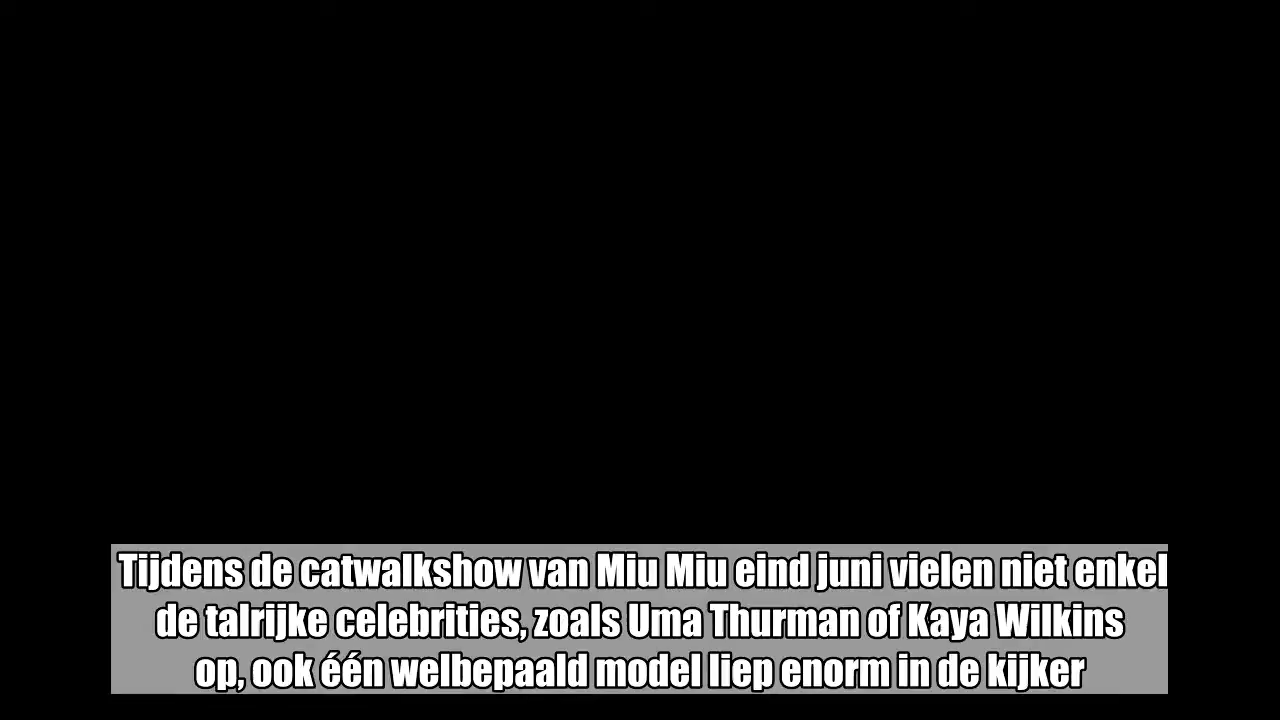 Tijdens de catwalkshow van Miu Miu eind juni vielen niet enkel
de talrijke celebrities, zoals Uma Thurman of Kaya Wilkins
op, ook één welbepaald model liep enorm in de kijker